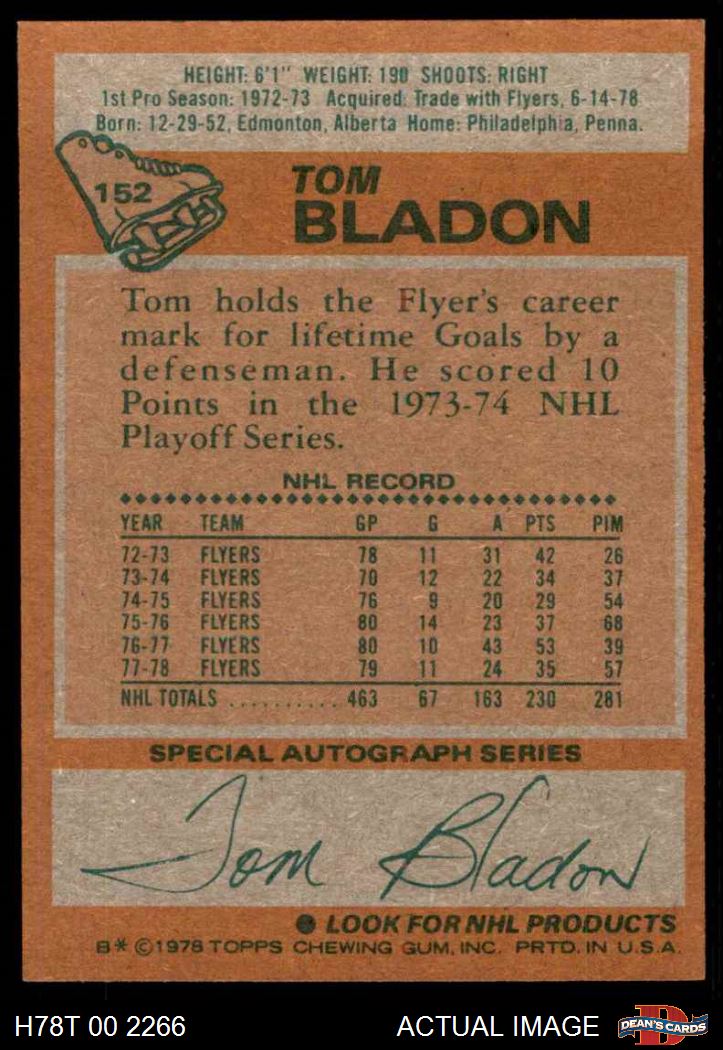 HEIGHT: 6'1" WEIGHT: 190 SHOOTS: RIGHT
1st Pro Season: 1972-73 Acquired: Trade with Flyers, 6-14-78
Born: 12-29-52, Edmonton, Alberta Home: Philadelphia, Penna.
152
TOM
BLADON
Tom holds the Flyer's career
mark for lifetime Goals by a
defenseman. He scored 10
Points in the 1973-74 NHL
Playoff Series.
NHL RECORD
YEAR TEAM GP G A PTS PIM
72-73 FLYERS 78 11 31 42 26
73-74 FLYERS 70 12 22 34 37
74-75 FLYERS 76 9 20 29 54
75-76 FLYERS 80 14 23 37 68
76-77 FLYERS 80 10 43 53 39
77-78 FLYERS 79 11 24 35 57
NHL TOTALS .......... 463 67 163 230 281
SPECIAL AUTOGRAPH SERIES
Tom Bladon
● LOOK FOR NHL PRODUCTS
B* ©1978 TOPPS CHEWING GUM, INC. PRTD. IN U.S.A.
H78T 00 2266 ACTUAL IMAGE D DEAN'S CARDS